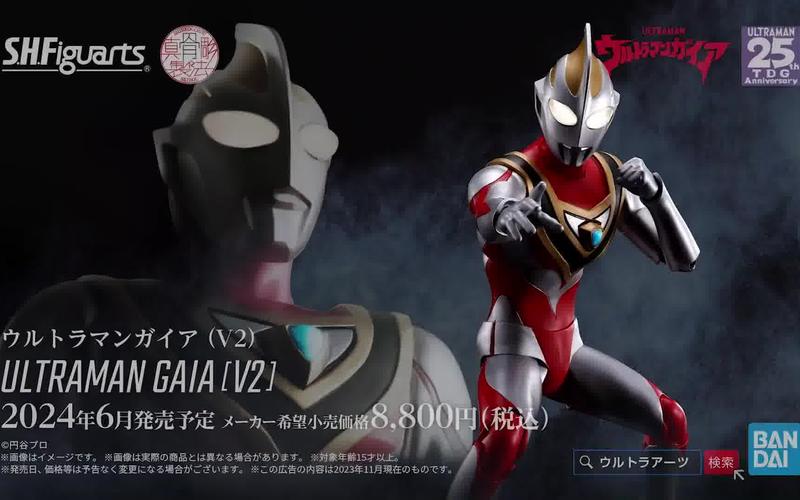 S.H.Figuarts®
真骨彫製法
ULTRAMAN
ウルトラマンガイア
ULTRAMAN
25th
TDG
Anniversary
ウルトラマンガイア（V2）
ULTRAMAN GAIA [V2]
2024年6月発売予定 メーカー希望小売価格8,800円(税込)
©円谷プロ
※画像はイメージです。 ※画像は実際の商品とは異なる場合があります。 ※対象年齢15才以上。
※発売日、価格等は予告なく変更になる場合がございます。 ※この広告の内容は2023年11月現在のものです。
ウルトラアーツ 検索
BAN
DAI